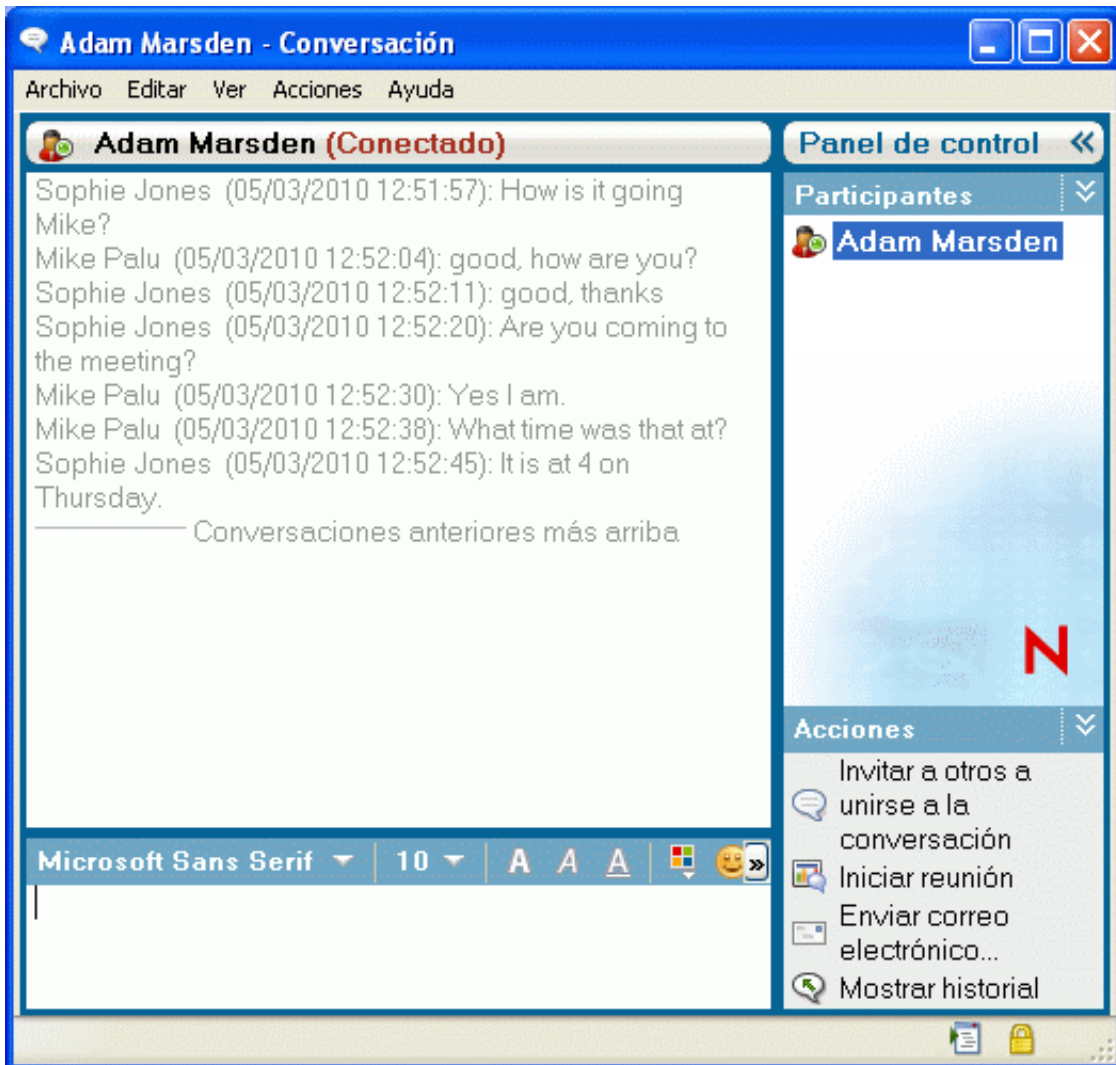 Adam Marsden - Conversación
Archivo Editar Ver Acciones Ayuda
Adam Marsden (Conectado)
Sophie Jones (05/03/2010 12:51:57): How is it going
Mike?
Mike Palu (05/03/2010 12:52:04): good, how are you?
Sophie Jones (05/03/2010 12:52:11): good, thanks
Sophie Jones (05/03/2010 12:52:20): Are you coming to
the meeting?
Mike Palu (05/03/2010 12:52:30): Yes I am.
Mike Palu (05/03/2010 12:52:38): What time was that at?
Sophie Jones (05/03/2010 12:52:45): It is at 4 on
Thursday.
Conversaciones anteriores más arriba
Microsoft Sans Serif 10 A A A
Panel de control
Participantes
Adam Marsden
N
Acciones
Invitar a otros a
unirse a la
conversación
Iniciar reunión
Enviar correo
electrónico...
Mostrar historial